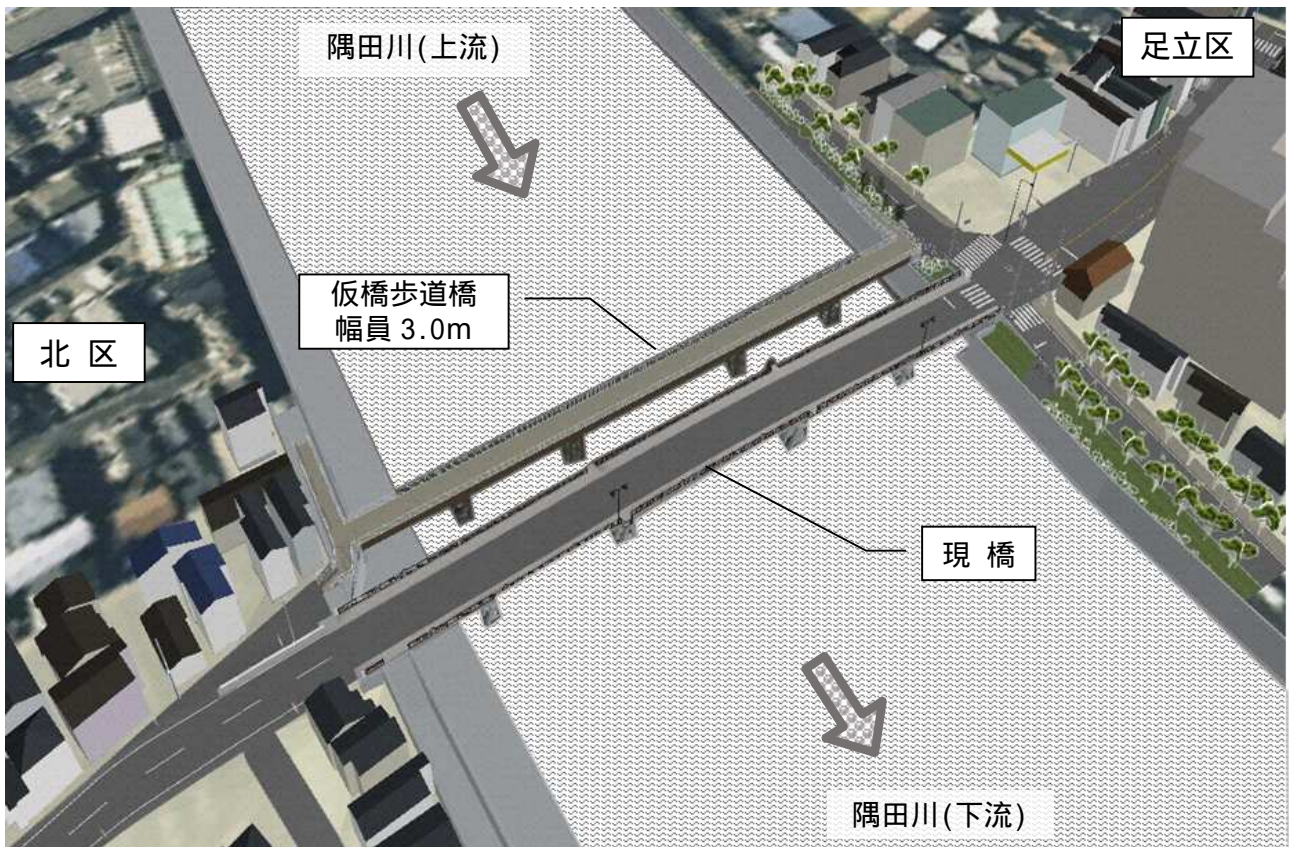 隅田川(上流)
足立区
仮橋歩道橋
幅員 3.0m
北 区
現 橋
隅田川(下流)